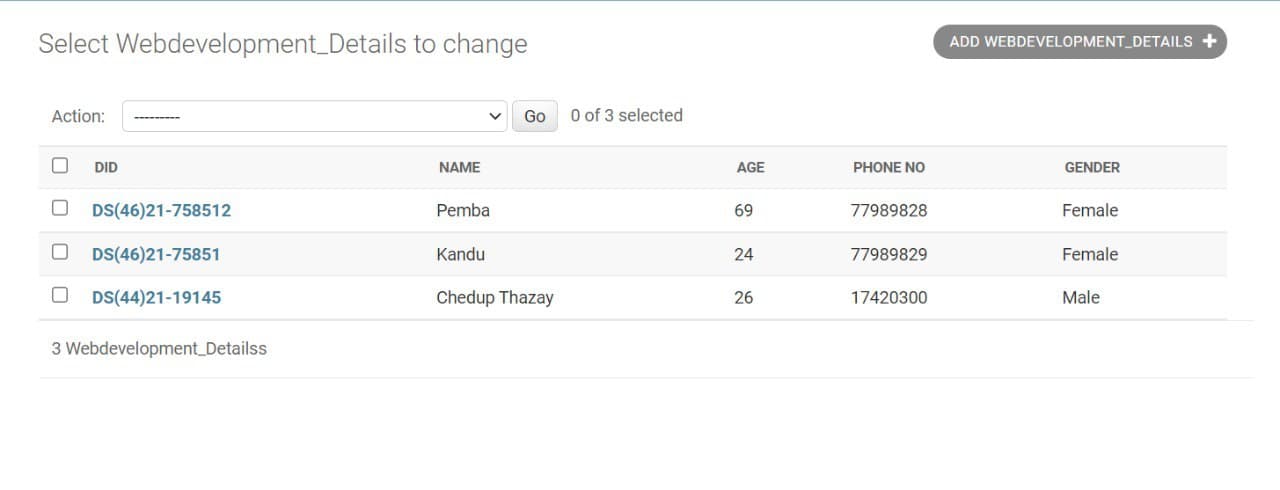 Select Webdevelopment_Details to change
ADD WEBDEVELOPMENT_DETAILS +
Action: --------- Go 0 of 3 selected
DID NAME AGE PHONE NO GENDER
DS(46)21-758512 Pemba 69 77989828 Female
DS(46)21-75851 Kandu 24 77989829 Female
DS(44)21-19145 Chedup Thazay 26 17420300 Male
3 Webdevelopment_Detailss